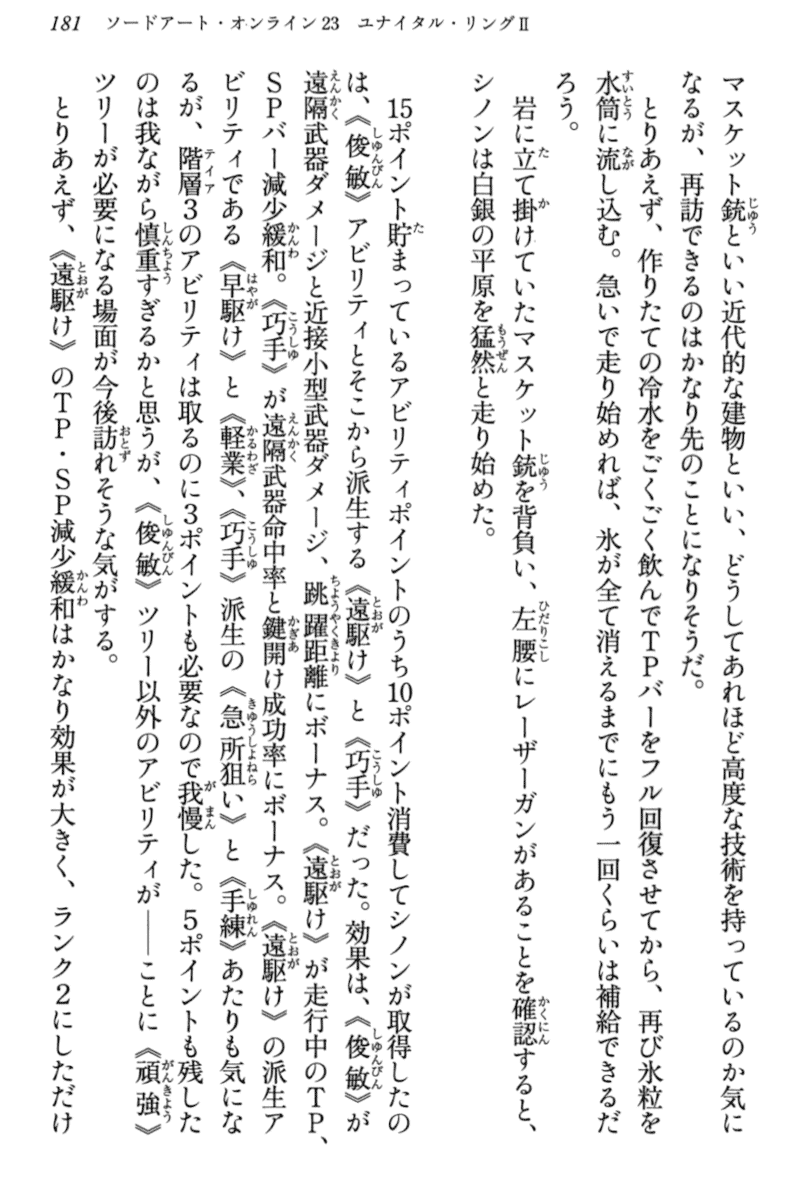 181　ソードアート・オンライン23　ユナイタル・リングⅡ
マスケット銃といい近代的な建物といい、どうしてあれほど高度な技術を持っているのか気に
なるが、再訪できるのはかなり先のことになりそうだ。
　とりあえず、作りたての冷水をごくごく飲んでＴＰバーをフル回復させてから、再び氷粒を
水筒に流し込む。急いで走り始めれば、氷が全て消えるまでにもう一回くらいは補給できるだ
ろう。
　岩に立て掛けていたマスケット銃を背負い、左腰にレーザーガンがあることを確認すると、
シノンは白銀の平原を猛然と走り始めた。
　15ポイント貯まっているアビリティポイントのうち10ポイント消費してシノンが取得したの
は、《俊敏》アビリティとそこから派生する《遠駆け》と《巧手》だった。効果は、《俊敏》が
遠隔武器ダメージと近接小型武器ダメージ、跳躍距離にボーナス。《遠駆け》が走行中のＴＰ、
ＳＰバー減少緩和。《巧手》が遠隔武器命中率と鍵開け成功率にボーナス。《遠駆け》の派生ア
ビリティである《早駆け》と《軽業》、《巧手》派生の《急所狙い》と《手練》あたりも気にな
るが、階層３のアビリティは取るのに３ポイントも必要なので我慢した。５ポイントも残した
のは我ながら慎重すぎるかと思うが、《俊敏》ツリー以外のアビリティが――ことに《頑強》
ツリーが必要になる場面が今後訪れそうな気がする。
　とりあえず、《遠駆け》のＴＰ・ＳＰ減少緩和はかなり効果が大きく、ランク２にしただけ